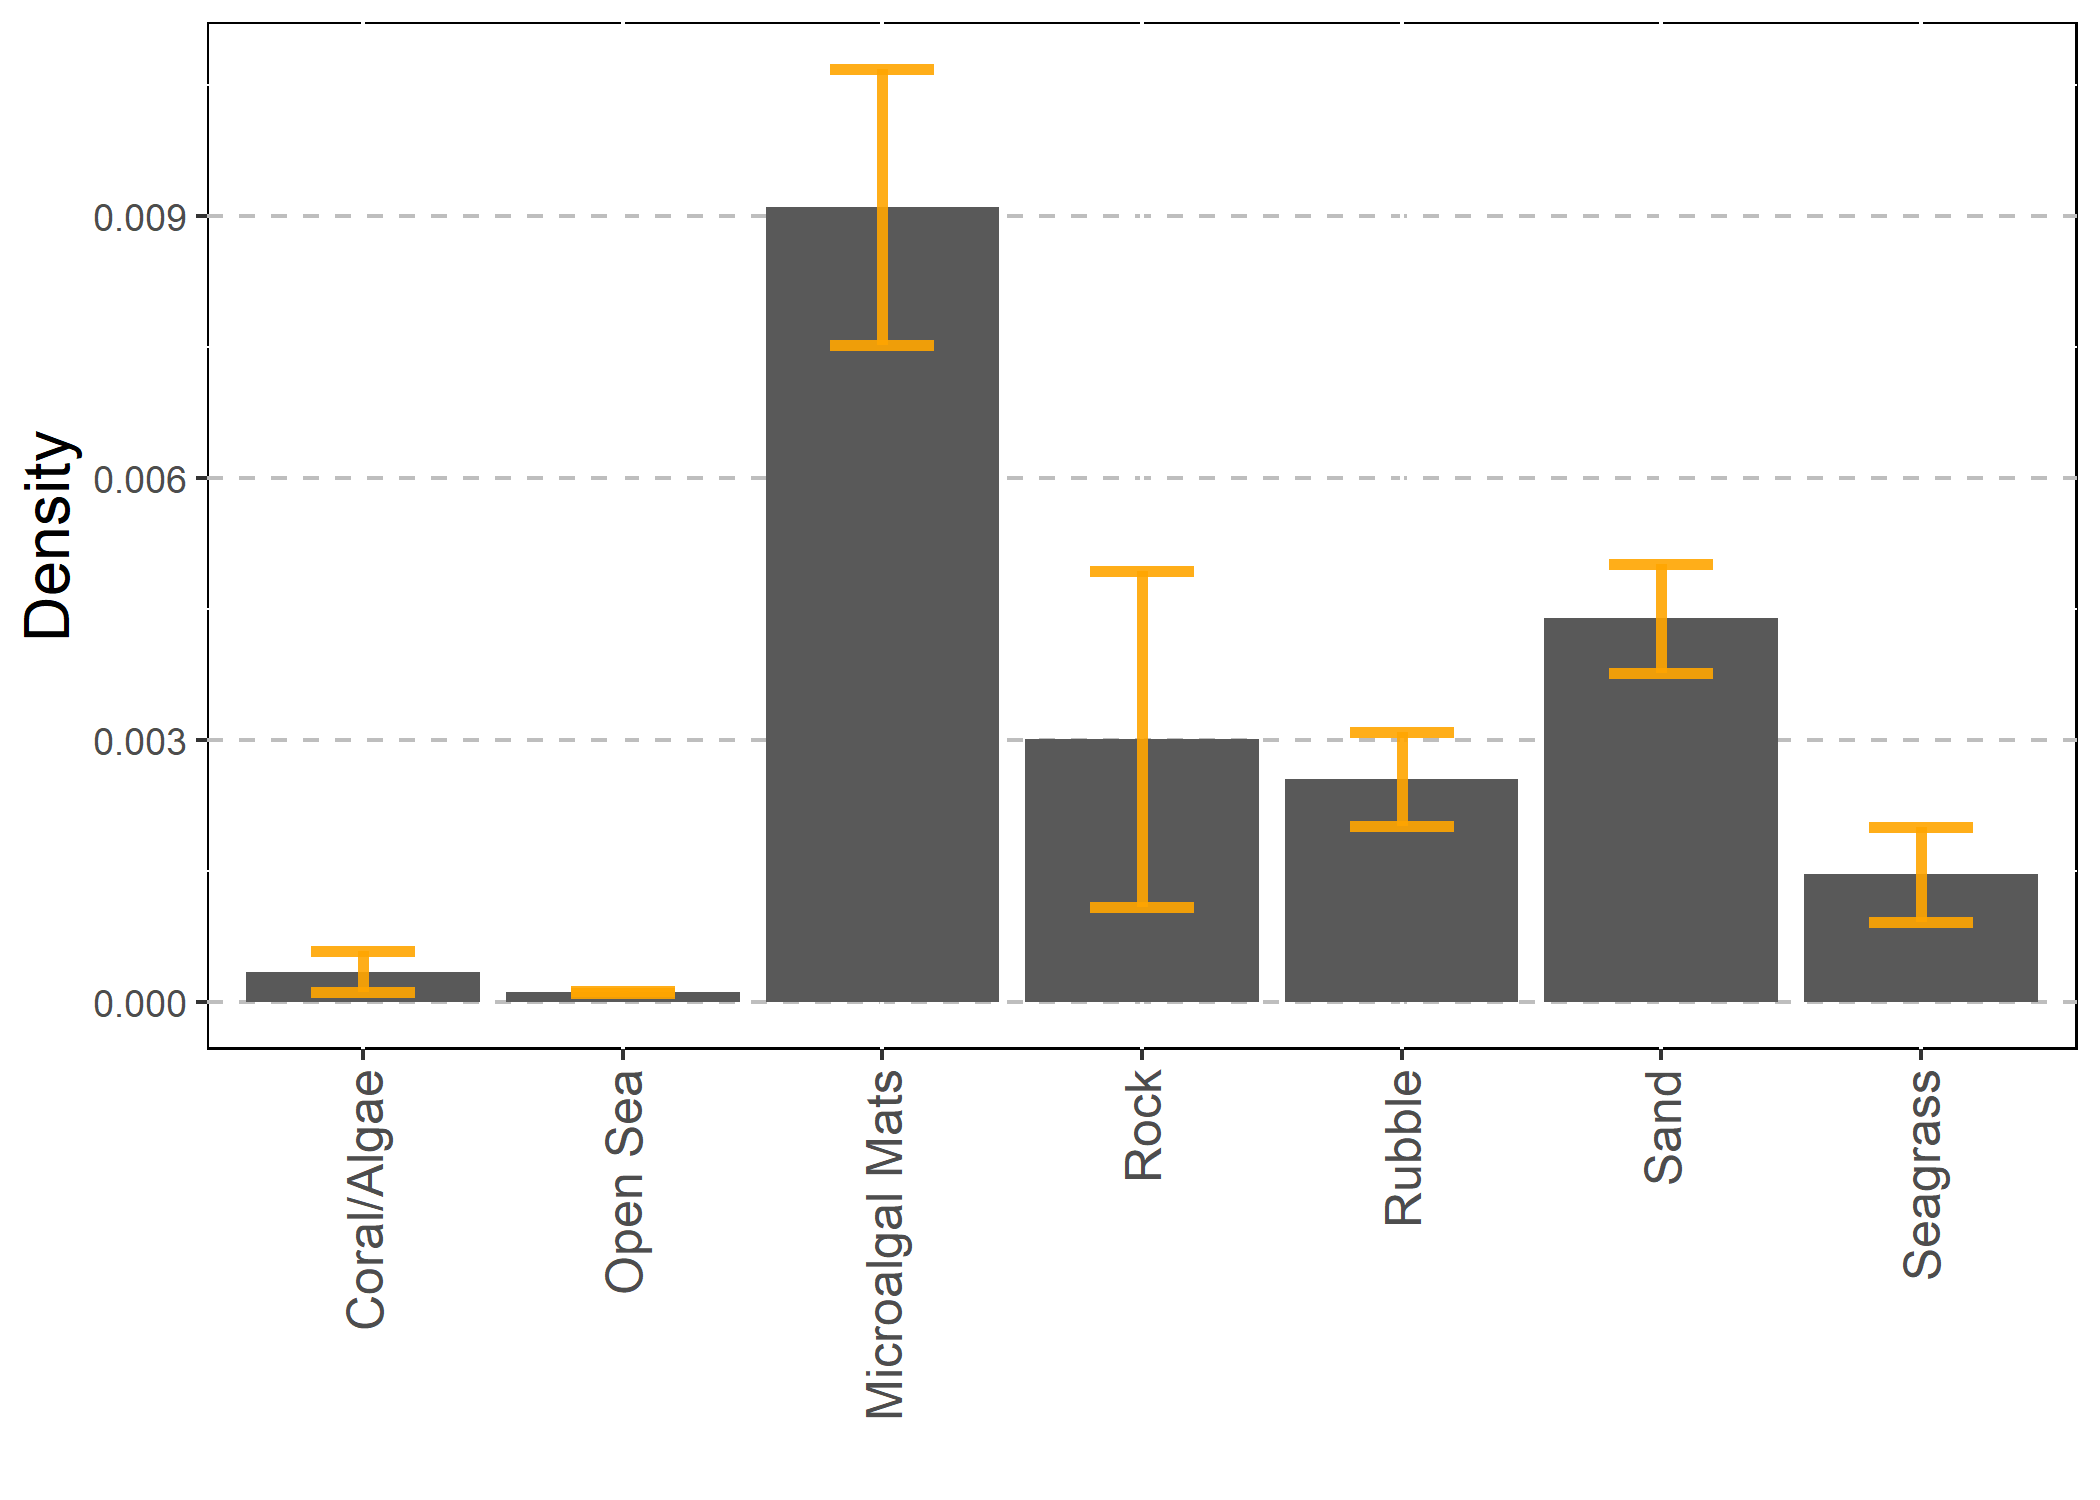 Density
0.009
0.006
0.003
0.000
Coral/Algae
Open Sea
Microalgal Mats
Rock
Rubble
Sand
Seagrass